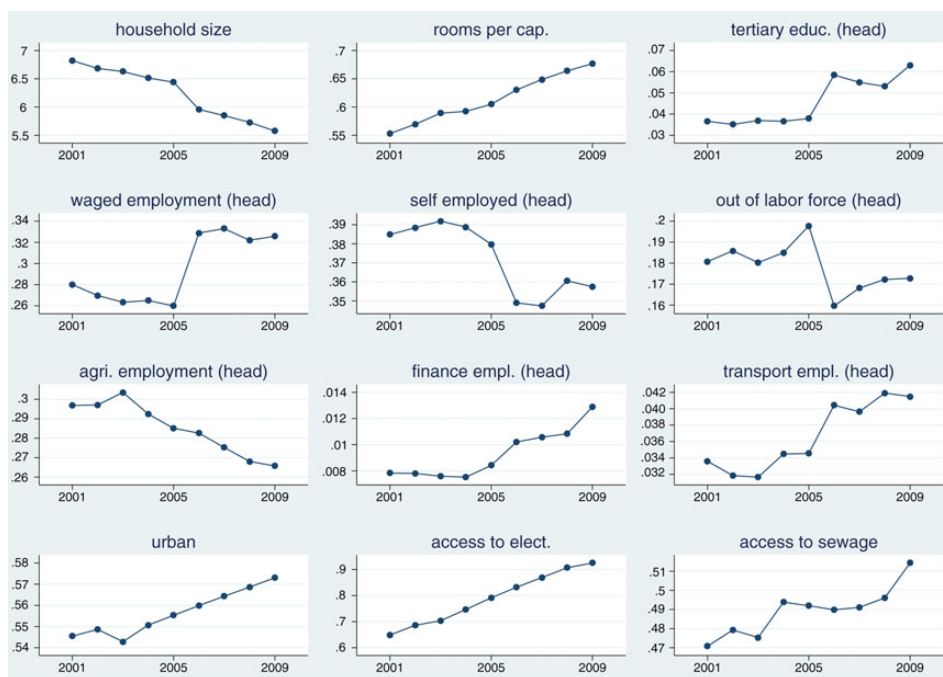 household size
7
6.5
6
5.5
2001 2005 2009
rooms per cap.
.7
.65
.6
.55
2001 2005 2009
tertiary educ. (head)
.07
.06
.05
.04
.03
2001 2005 2009
waged employment (head)
.34
.32
.28
.26
2001 2005 2009
self employed (head)
.39
.38
.36
.35
2001 2005 2009
out of labor force (head)
.2
.19
.18
.17
.16
2001 2005 2009
agri. employment (head)
.3
.29
.28
.27
.26
2001 2005 2009
finance empl. (head)
.014
.012
.01
.008
2001 2005 2009
transport empl. (head)
.042
.040
.036
.034
.032
2001 2005 2009
urban
.58
.57
.56
.55
.54
2001 2005 2009
access to elect.
.9
.8
.7
.6
2001 2005 2009
access to sewage
.51
.5
.49
.47
2001 2005 2009